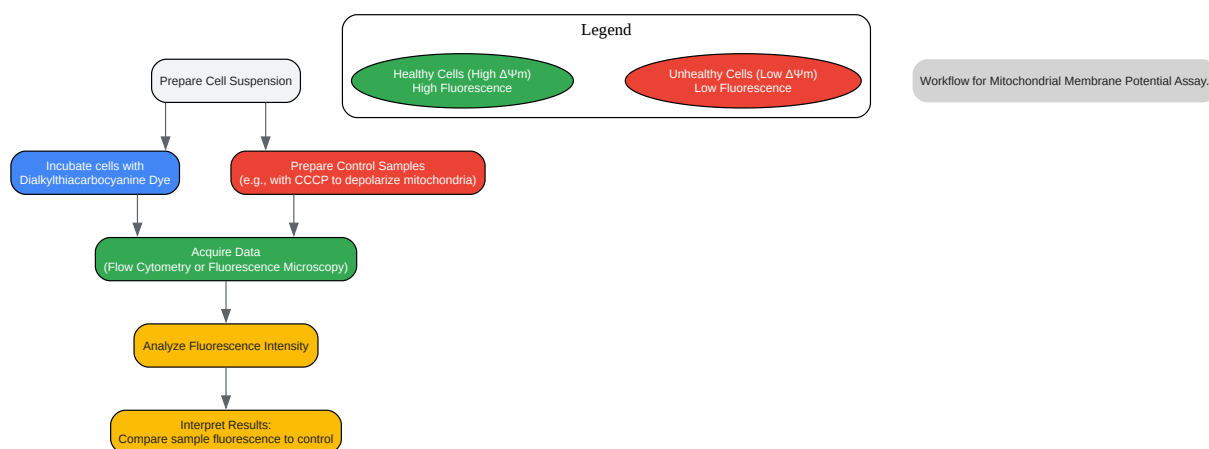 Legend
Healthy Cells (High ΔΨm)
High Fluorescence
Unhealthy Cells (Low ΔΨm)
Low Fluorescence
Workflow for Mitochondrial Membrane Potential Assay.
Prepare Cell Suspension
Incubate cells with
Dialkylthiacarbocyanine Dye
Prepare Control Samples
(e.g., with CCCP to depolarize mitochondria)
Acquire Data
(Flow Cytometry or Fluorescence Microscopy)
Analyze Fluorescence Intensity
Interpret Results:
Compare sample fluorescence to control